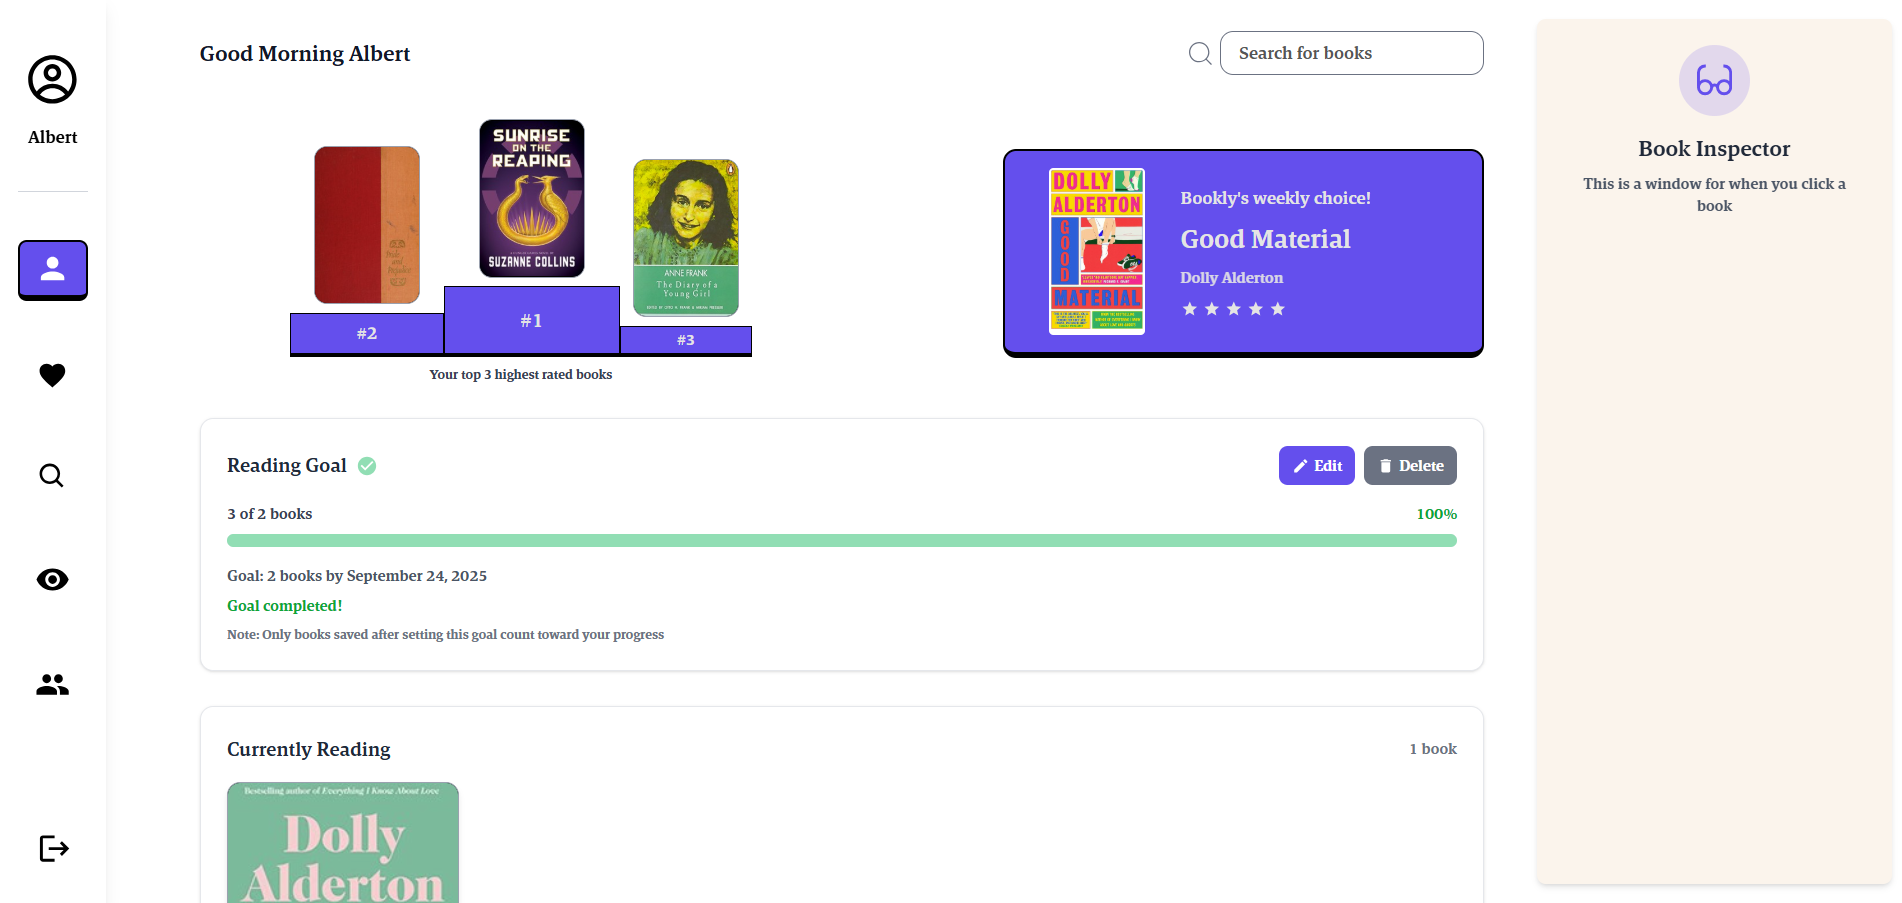 Good Morning Albert
Search for books
Albert
SUNRISE
ON THE
REAPING
SUZANNE COLLINS
Pride
and
Prejudice
ANNE FRANK
The Diary of a
Young Girl
#1
#2
#3
Your top 3 highest rated books
DOLLY
ALDERTON
GOOD
MATERIAL
Bookly's weekly choice!
Good Material
Dolly Alderton
Book Inspector
This is a window for when you click a
book
Reading Goal
Edit
Delete
3 of 2 books
100%
Goal: 2 books by September 24, 2025
Goal completed!
Note: Only books saved after setting this goal count toward your progress
Currently Reading
1 book
Bestselling author of Everything I Know About Love
Dolly
Alderton